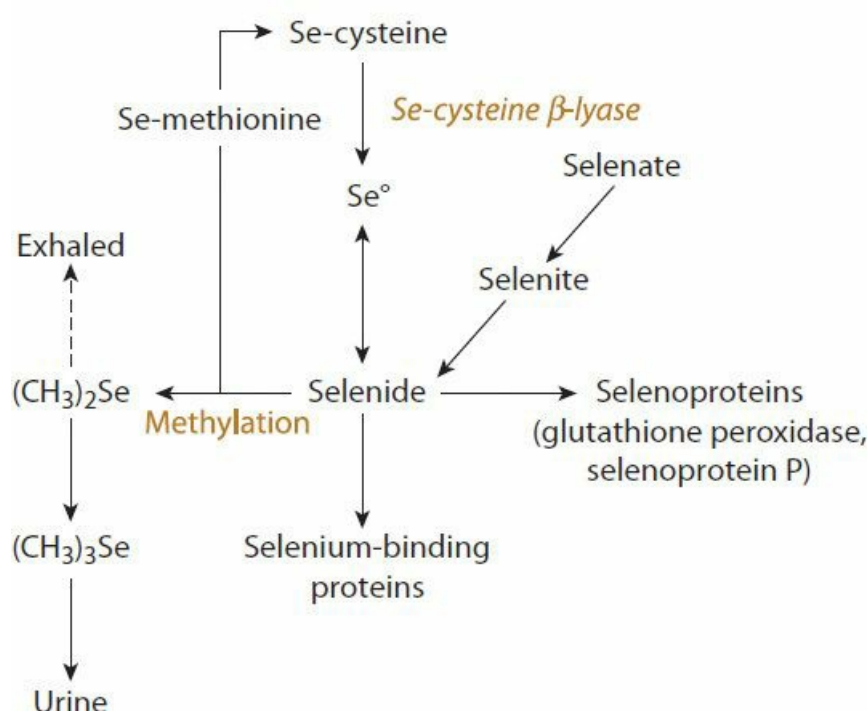 Se-cysteine
Se-methionine
Se-cysteine β-lyase
Selenate
Se°
Exhaled
Selenite
(CH₃)₂Se
Selenide
Selenoproteins
(glutathione peroxidase,
selenoprotein P)
Methylation
(CH₃)₃Se
Selenium-binding
proteins
Urine